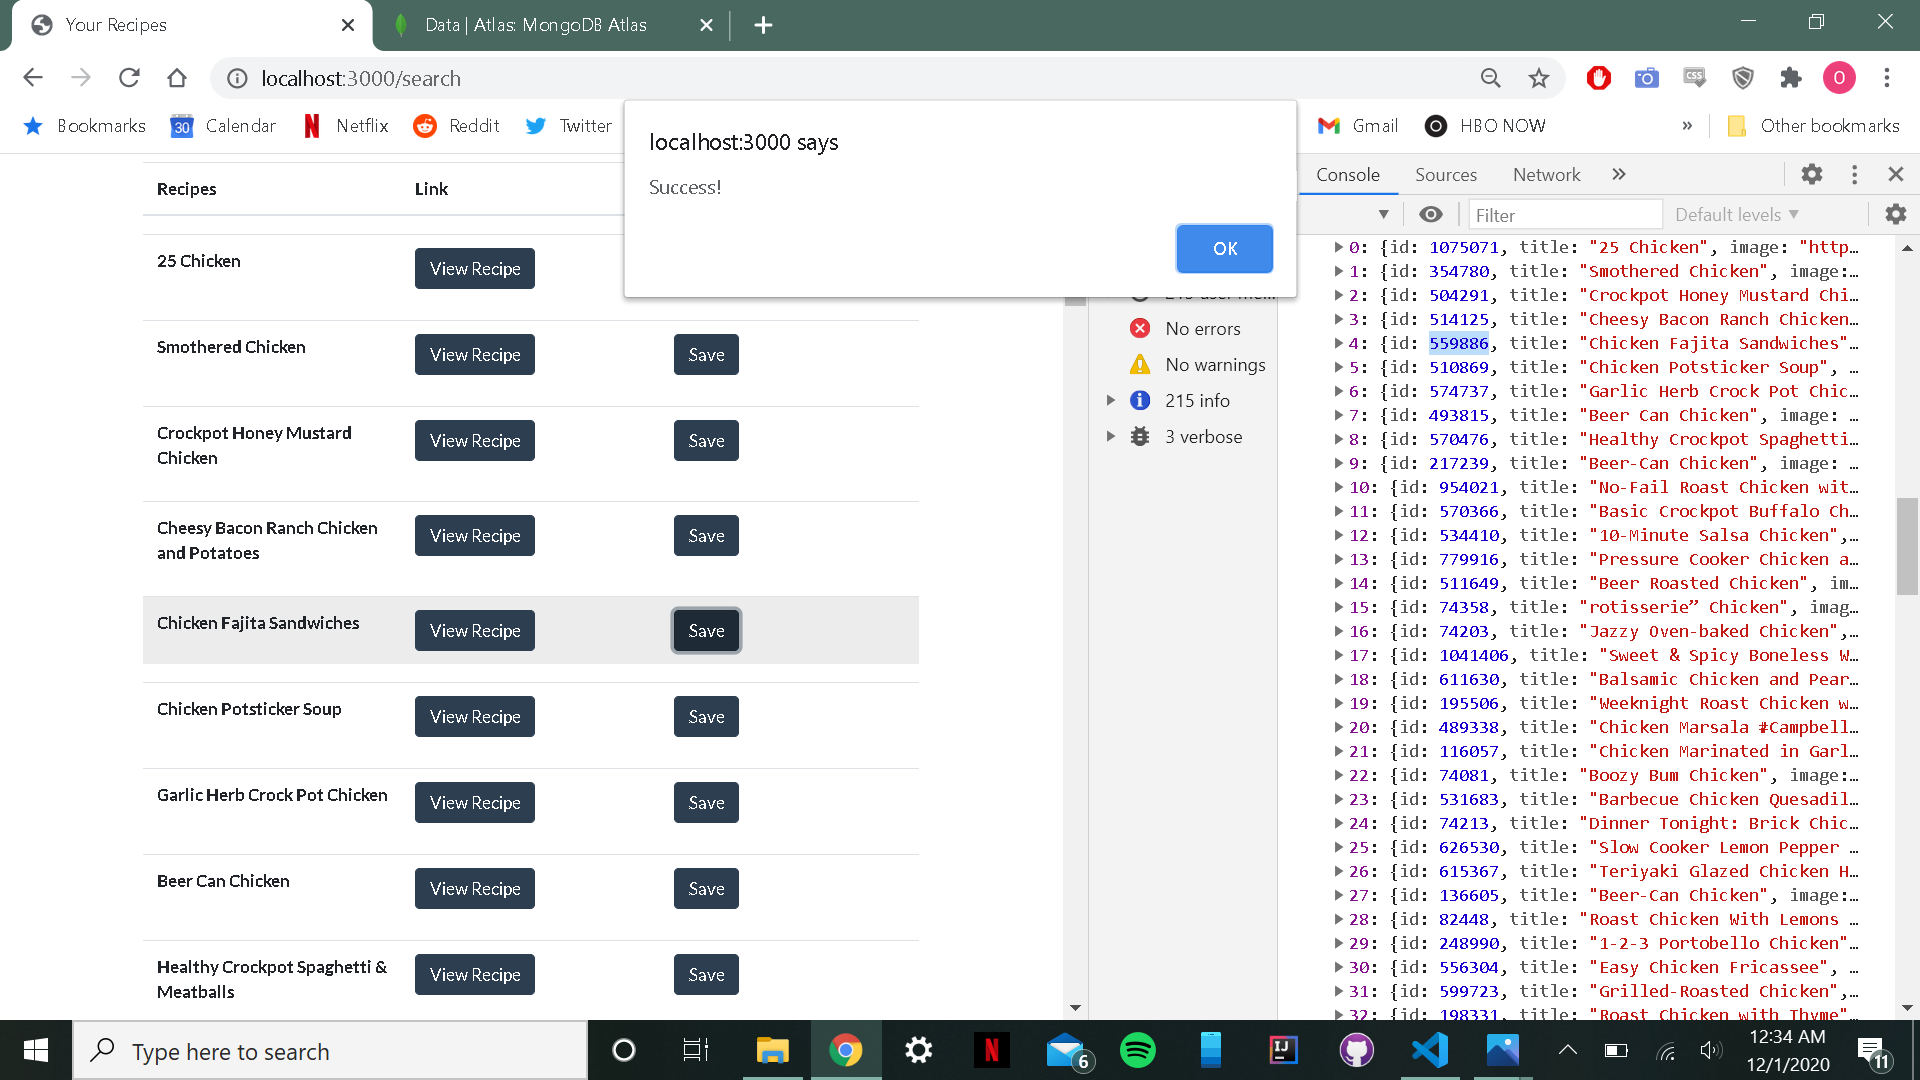 Your Recipes
Data | Atlas: MongoDB Atlas
localhost:3000/search
Bookmarks
30
Calendar
Netflix
Reddit
Twitter
Gmail
HBO NOW
»
Other bookmarks
CSS
O
localhost:3000 says
Success!
OK
Recipes Link
25 Chicken View Recipe
Smothered Chicken View Recipe Save
Crockpot Honey Mustard
Chicken
View Recipe Save
Cheesy Bacon Ranch Chicken
and Potatoes
View Recipe Save
Chicken Fajita Sandwiches View Recipe Save
Chicken Potsticker Soup View Recipe Save
Garlic Herb Crock Pot Chicken View Recipe Save
Beer Can Chicken View Recipe Save
Healthy Crockpot Spaghetti &
Meatballs
View Recipe Save
Console Sources Network »
Filter Default levels ▼
No errors
No warnings
215 info
3 verbose
0: {id: 1075071, title: "25 Chicken", image: "http…
1: {id: 354780, title: "Smothered Chicken", image:…
2: {id: 504291, title: "Crockpot Honey Mustard Chi…
3: {id: 514125, title: "Cheesy Bacon Ranch Chicken…
4: {id: 559886, title: "Chicken Fajita Sandwiches"…
5: {id: 510869, title: "Chicken Potsticker Soup", …
6: {id: 574737, title: "Garlic Herb Crock Pot Chic…
7: {id: 493815, title: "Beer Can Chicken", image: …
8: {id: 570476, title: "Healthy Crockpot Spaghetti…
9: {id: 217239, title: "Beer-Can Chicken", image: …
10: {id: 954021, title: "No-Fail Roast Chicken wit…
11: {id: 570366, title: "Basic Crockpot Buffalo Ch…
12: {id: 534410, title: "10-Minute Salsa Chicken",…
13: {id: 779916, title: "Pressure Cooker Chicken a…
14: {id: 511649, title: "Beer Roasted Chicken", im…
15: {id: 74358, title: "rotisserie” Chicken", imag…
16: {id: 74203, title: "Jazzy Oven-baked Chicken",…
17: {id: 1041406, title: "Sweet & Spicy Boneless W…
18: {id: 611630, title: "Balsamic Chicken and Pear…
19: {id: 195506, title: "Weeknight Roast Chicken w…
20: {id: 489338, title: "Chicken Marsala #Campbell…
21: {id: 116057, title: "Chicken Marinated in Garl…
22: {id: 74081, title: "Boozy Bum Chicken", image:…
23: {id: 531683, title: "Barbecue Chicken Quesadil…
24: {id: 74213, title: "Dinner Tonight: Brick Chic…
25: {id: 626530, title: "Slow Cooker Lemon Pepper …
26: {id: 615367, title: "Teriyaki Glazed Chicken H…
27: {id: 136605, title: "Beer-Can Chicken", image:…
28: {id: 82448, title: "Roast Chicken With Lemons …
29: {id: 248990, title: "1-2-3 Portobello Chicken"…
30: {id: 556304, title: "Easy Chicken Fricassee", …
31: {id: 599723, title: "Grilled-Roasted Chicken",…
32: {id: 198331, title: "Roast Chicken with Thyme"…
Type here to search
6
IJ
12:34 AM
12/1/2020
11